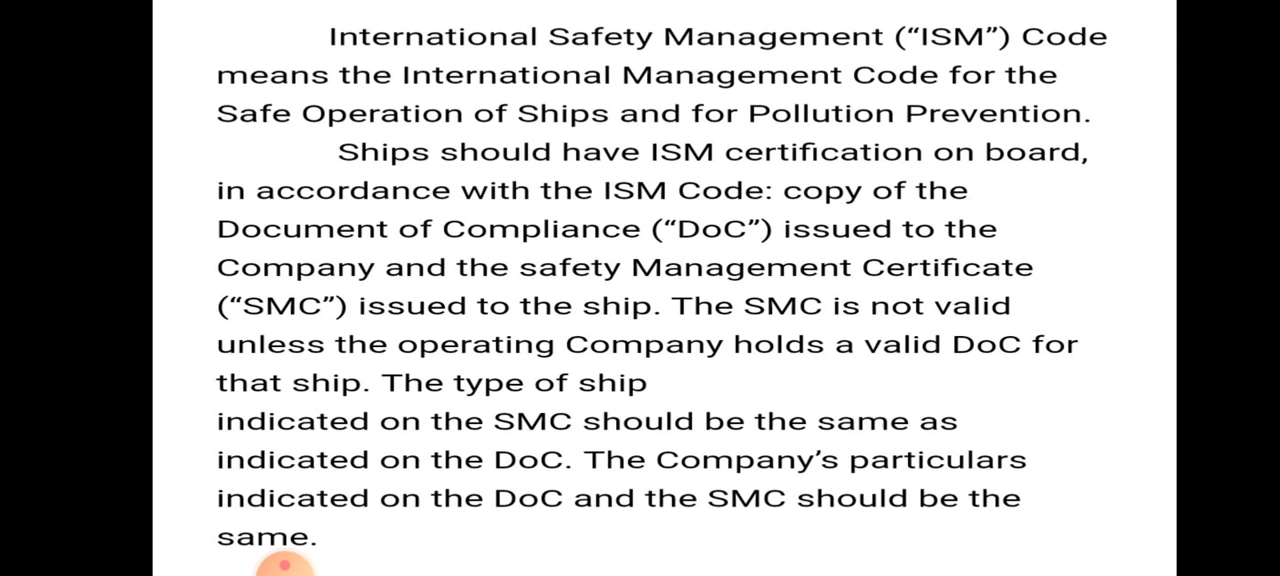 International Safety Management (“ISM”) Code
means the International Management Code for the
Safe Operation of Ships and for Pollution Prevention.
Ships should have ISM certification on board,
in accordance with the ISM Code: copy of the
Document of Compliance (“DoC”) issued to the
Company and the safety Management Certificate
(“SMC”) issued to the ship. The SMC is not valid
unless the operating Company holds a valid DoC for
that ship. The type of ship
indicated on the SMC should be the same as
indicated on the DoC. The Company’s particulars
indicated on the DoC and the SMC should be the
same.